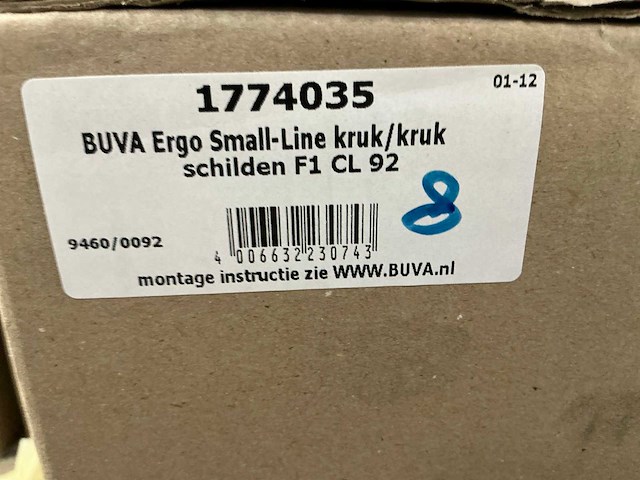 01-12
1774035
BUVA Ergo Small-Line kruk/kruk
schilden F1 CL 92
8
9460/0092
4 006632 230743
montage instructie zie WWW.BUVA.nl